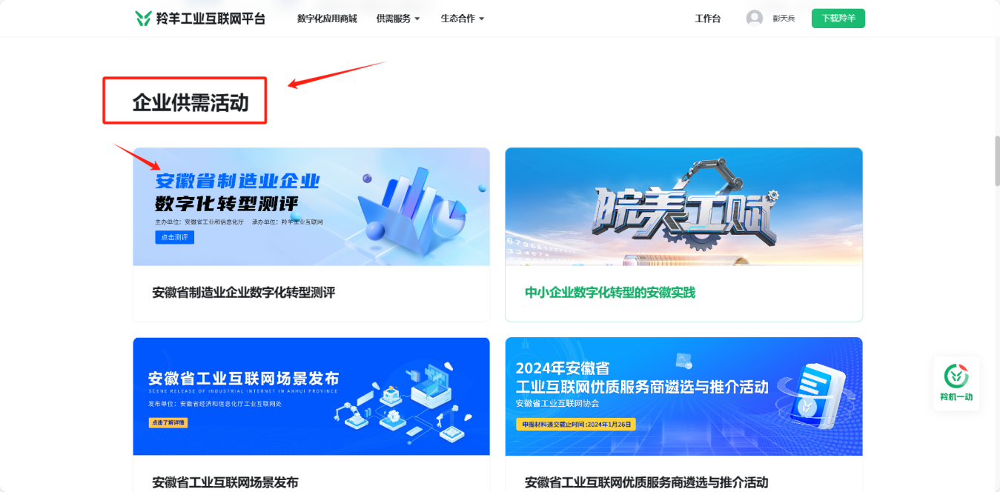 羚羊工业互联网平台 数字化应用商城 供需服务 生态合作 工作台 彭天兵 下载羚羊
企业供需活动
安徽省制造业企业
数字化转型测评
主办单位：安徽省工业和信息化厅 承办单位：羚羊工业互联网
点击测评
皖美工赋
安徽省制造业企业数字化转型测评
中小企业数字化转型的安徽实践
安徽省工业互联网场景发布
SCENE RELEASE OF INDUSTRIAL INTERNET IN ANHUI PROVINCE
发布单位：安徽省经济和信息化厅工业互联网处
点击了解详情
2024年安徽省
工业互联网优质服务商遴选与推介活动
安徽省工业互联网协会
申报材料递交截止时间:2024年1月26日
羚机一动
安徽省工业互联网场景发布
安徽省工业互联网优质服务商遴选与推介活动